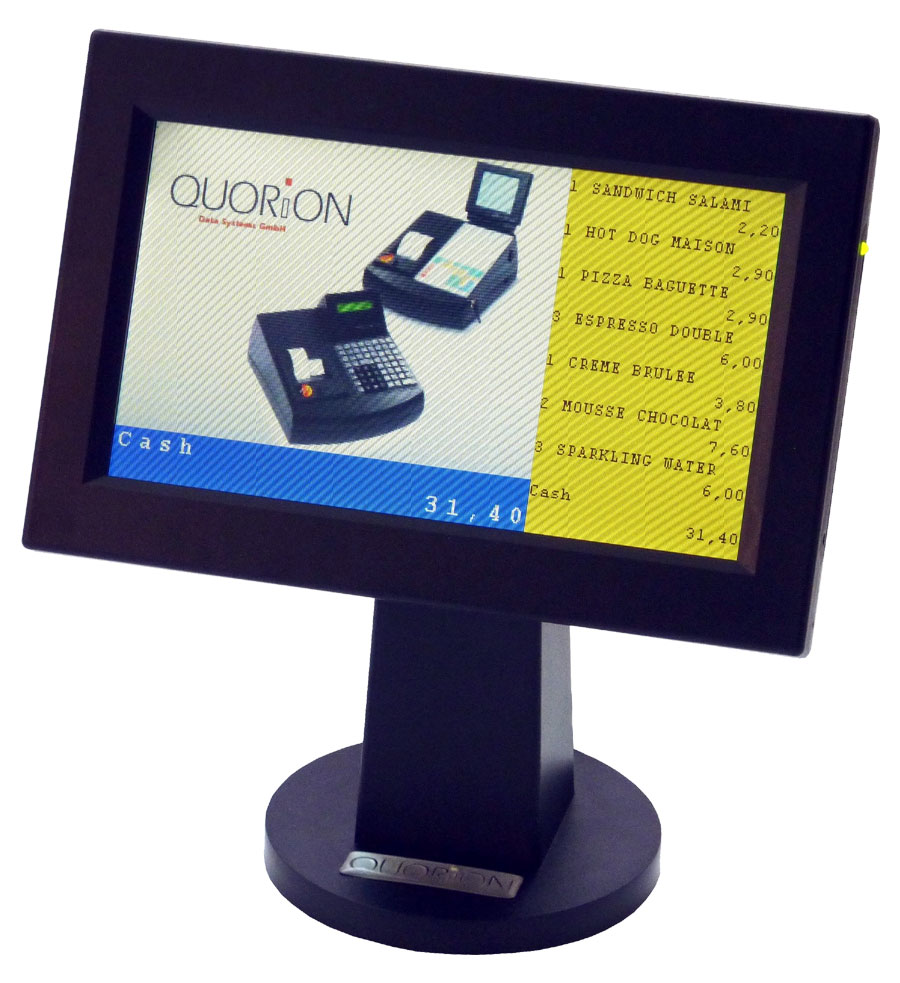 QUORiON
Data Systems GmbH
Cash
31,40
1 SANDWICH SALAMI
2,20
1 HOT DOG MAISON
2,90
1 PIZZA BAGUETTE
2,90
3 ESPRESSO DOUBLE
6,00
1 CREME BRULEE
3,80
2 MOUSSE CHOCOLAT
7,60
3 SPARKLING WATER
6,00
Cash
31,40
QUORiON